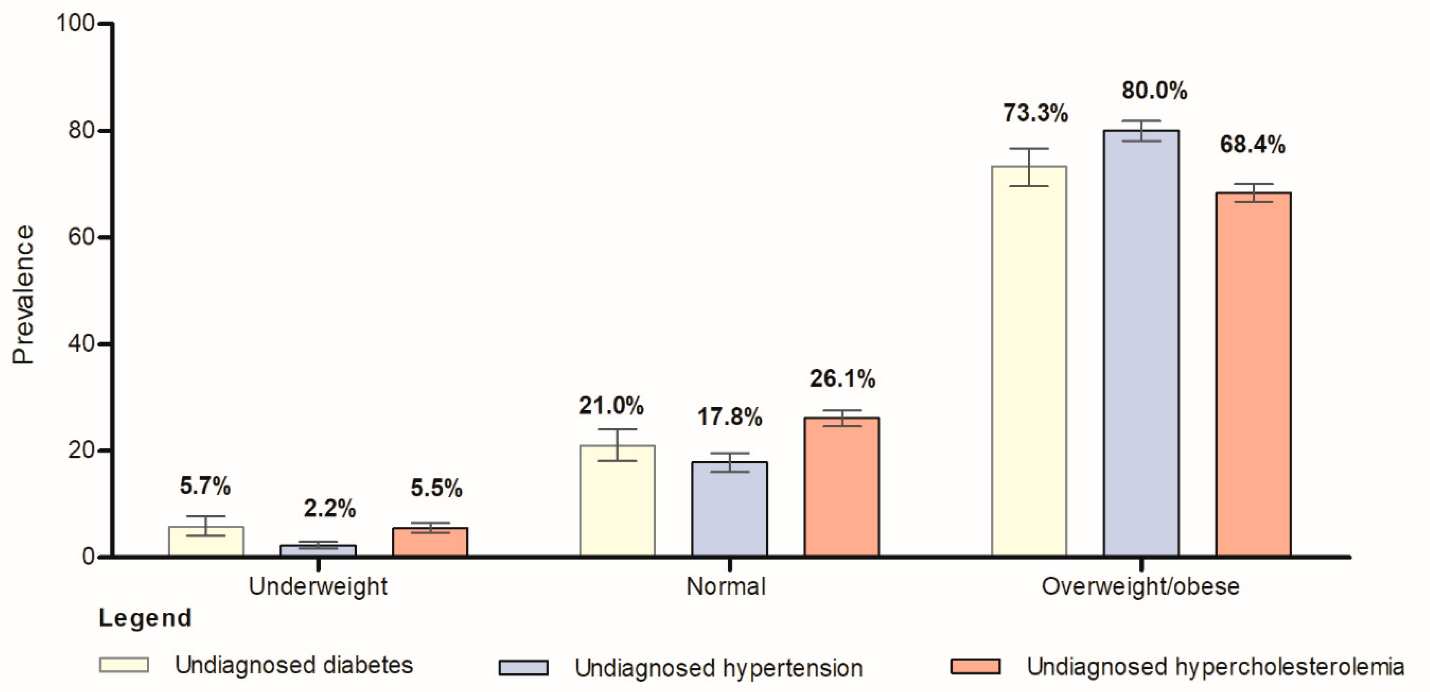 100
80
60
40
20
0
Prevalence
5.7%
2.2%
5.5%
21.0%
17.8%
26.1%
73.3%
80.0%
68.4%
Underweight
Normal
Overweight/obese
Legend
Undiagnosed diabetes
Undiagnosed hypertension
Undiagnosed hypercholesterolemia